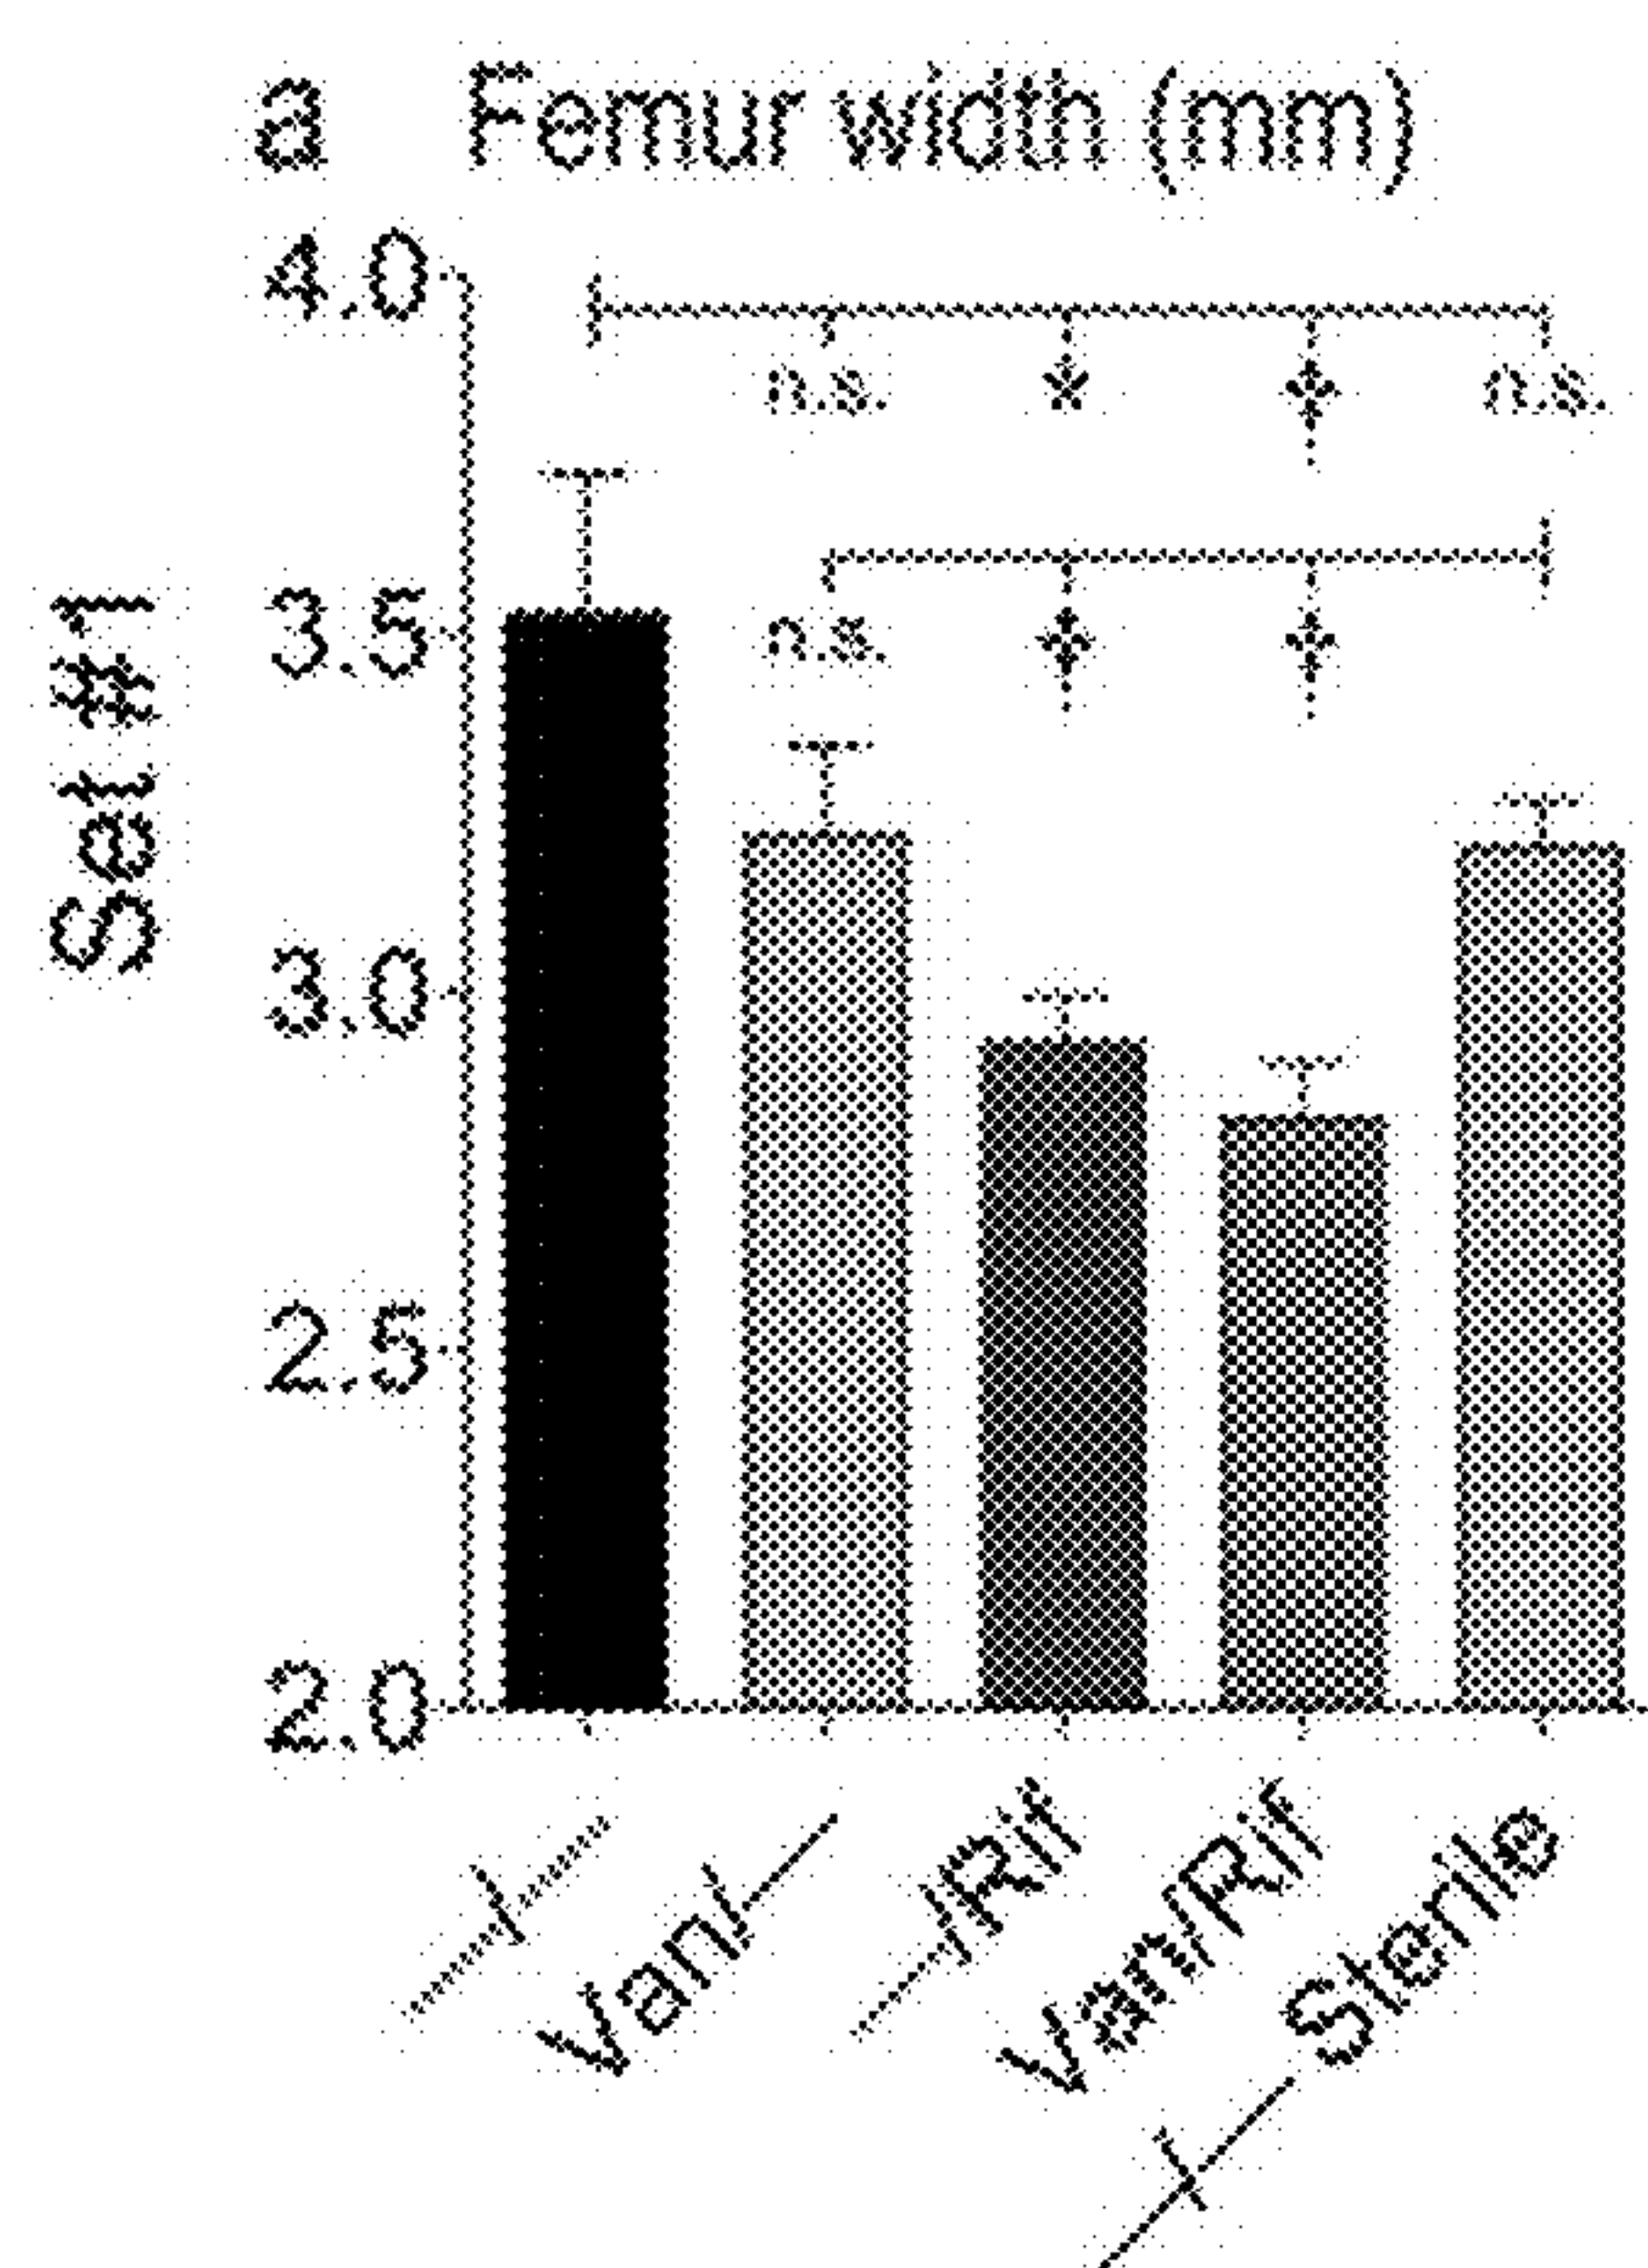 a Femur width (mm)
Set #1
4.0
3.5
3.0
2.5
2.0
n.s. * † n.s.
n.s. † †
—/—
Van/—
—/Rif
Van/Rif
—/— Sterile